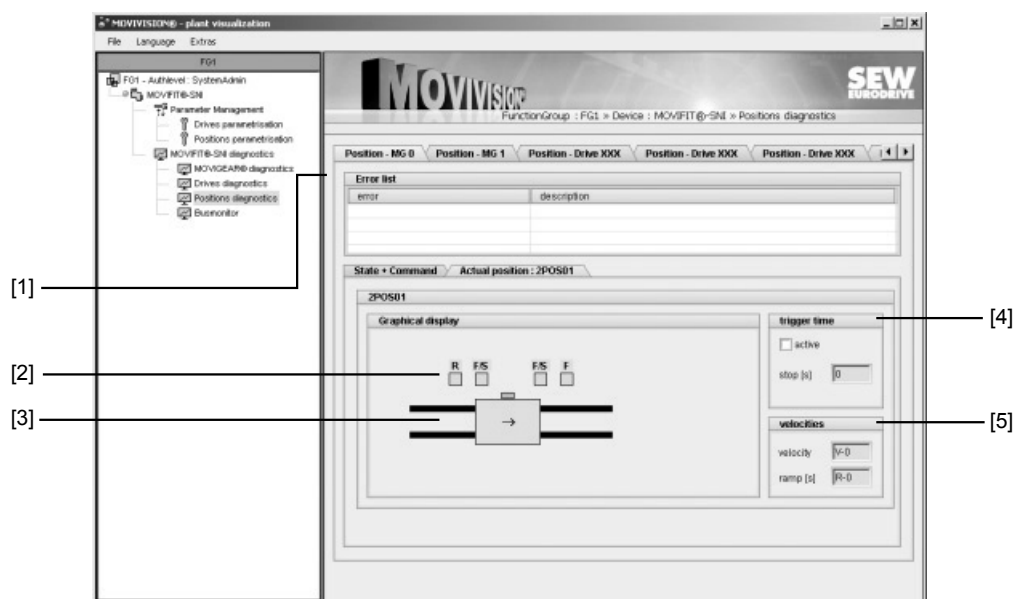 MOVIVISION® - plant visualization
File Language Extras
FG1
FG1 - Authlevel : SystemAdmin
MOVIFIT®-SNI
Parameter Management
Drives parametrisation
Positions parametrisation
MOVIFIT®-SNI diagnostics
MOVIGEAR® diagnostics
Drives diagnostics
Positions diagnostics
Busmonitor
MOVIVISION®
SEW
EURODRIVE
FunctionGroup : FG1 » Device : MOVIFIT®-SNI » Positions diagnostics
Position - MG 0 Position - MG 1 Position - Drive XXX Position - Drive XXX Position - Drive XXX
Error list
error description
State + Command Actual position : 2POS01
2POS01
Graphical display
R F/S F/S F
→
trigger time
active
stop [s] 0
velocities
velocity V-0
ramp [s] R-0
[1]
[2]
[3]
[4]
[5]